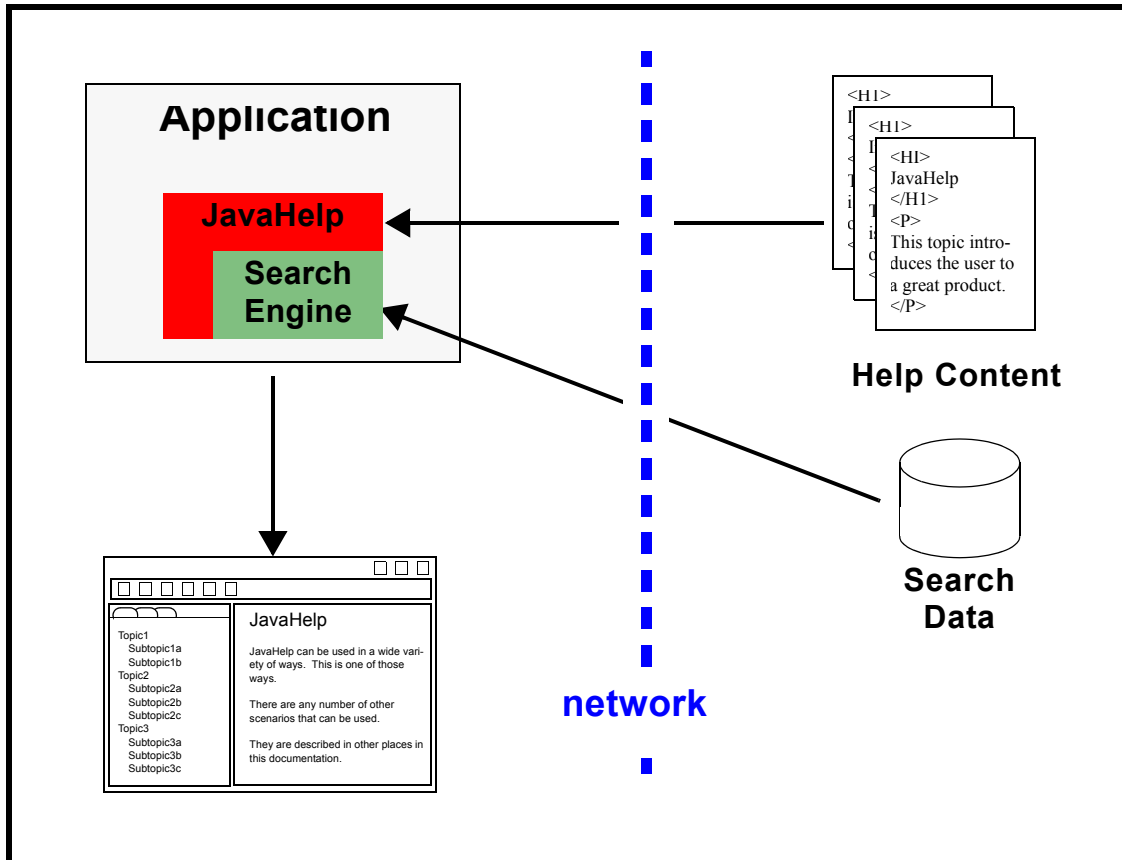 Application
JavaHelp
Search
Engine
<H1>
<H1>
<HI>
JavaHelp
</H1>
<P>
This topic intro-
duces the user to
a great product.
</P>
Help Content
Search
Data
network
JavaHelp
JavaHelp can be used in a wide vari-
ety of ways. This is one of those
ways.
There are any number of other
scenarios that can be used.
They are described in other places in
this documentation.
Topic1
Subtopic1a
Subtopic1b
Topic2
Subtopic2a
Subtopic2b
Subtopic2c
Topic3
Subtopic3a
Subtopic3b
Subtopic3c